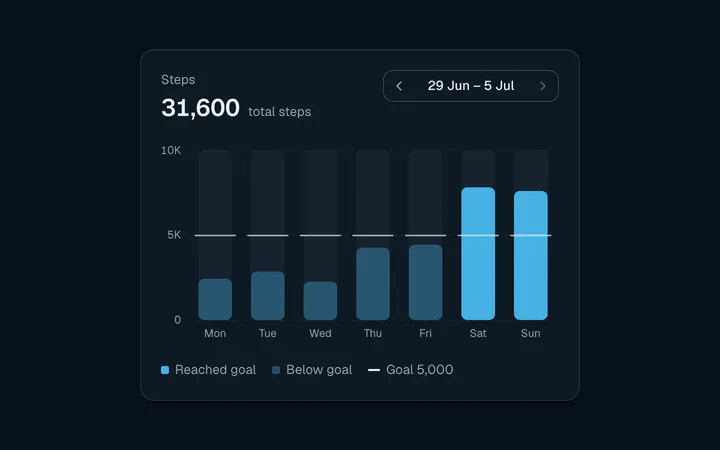 Steps
31,600 total steps
29 Jun – 5 Jul
10K
5K
0
Mon Tue Wed Thu Fri Sat Sun
Reached goal Below goal Goal 5,000